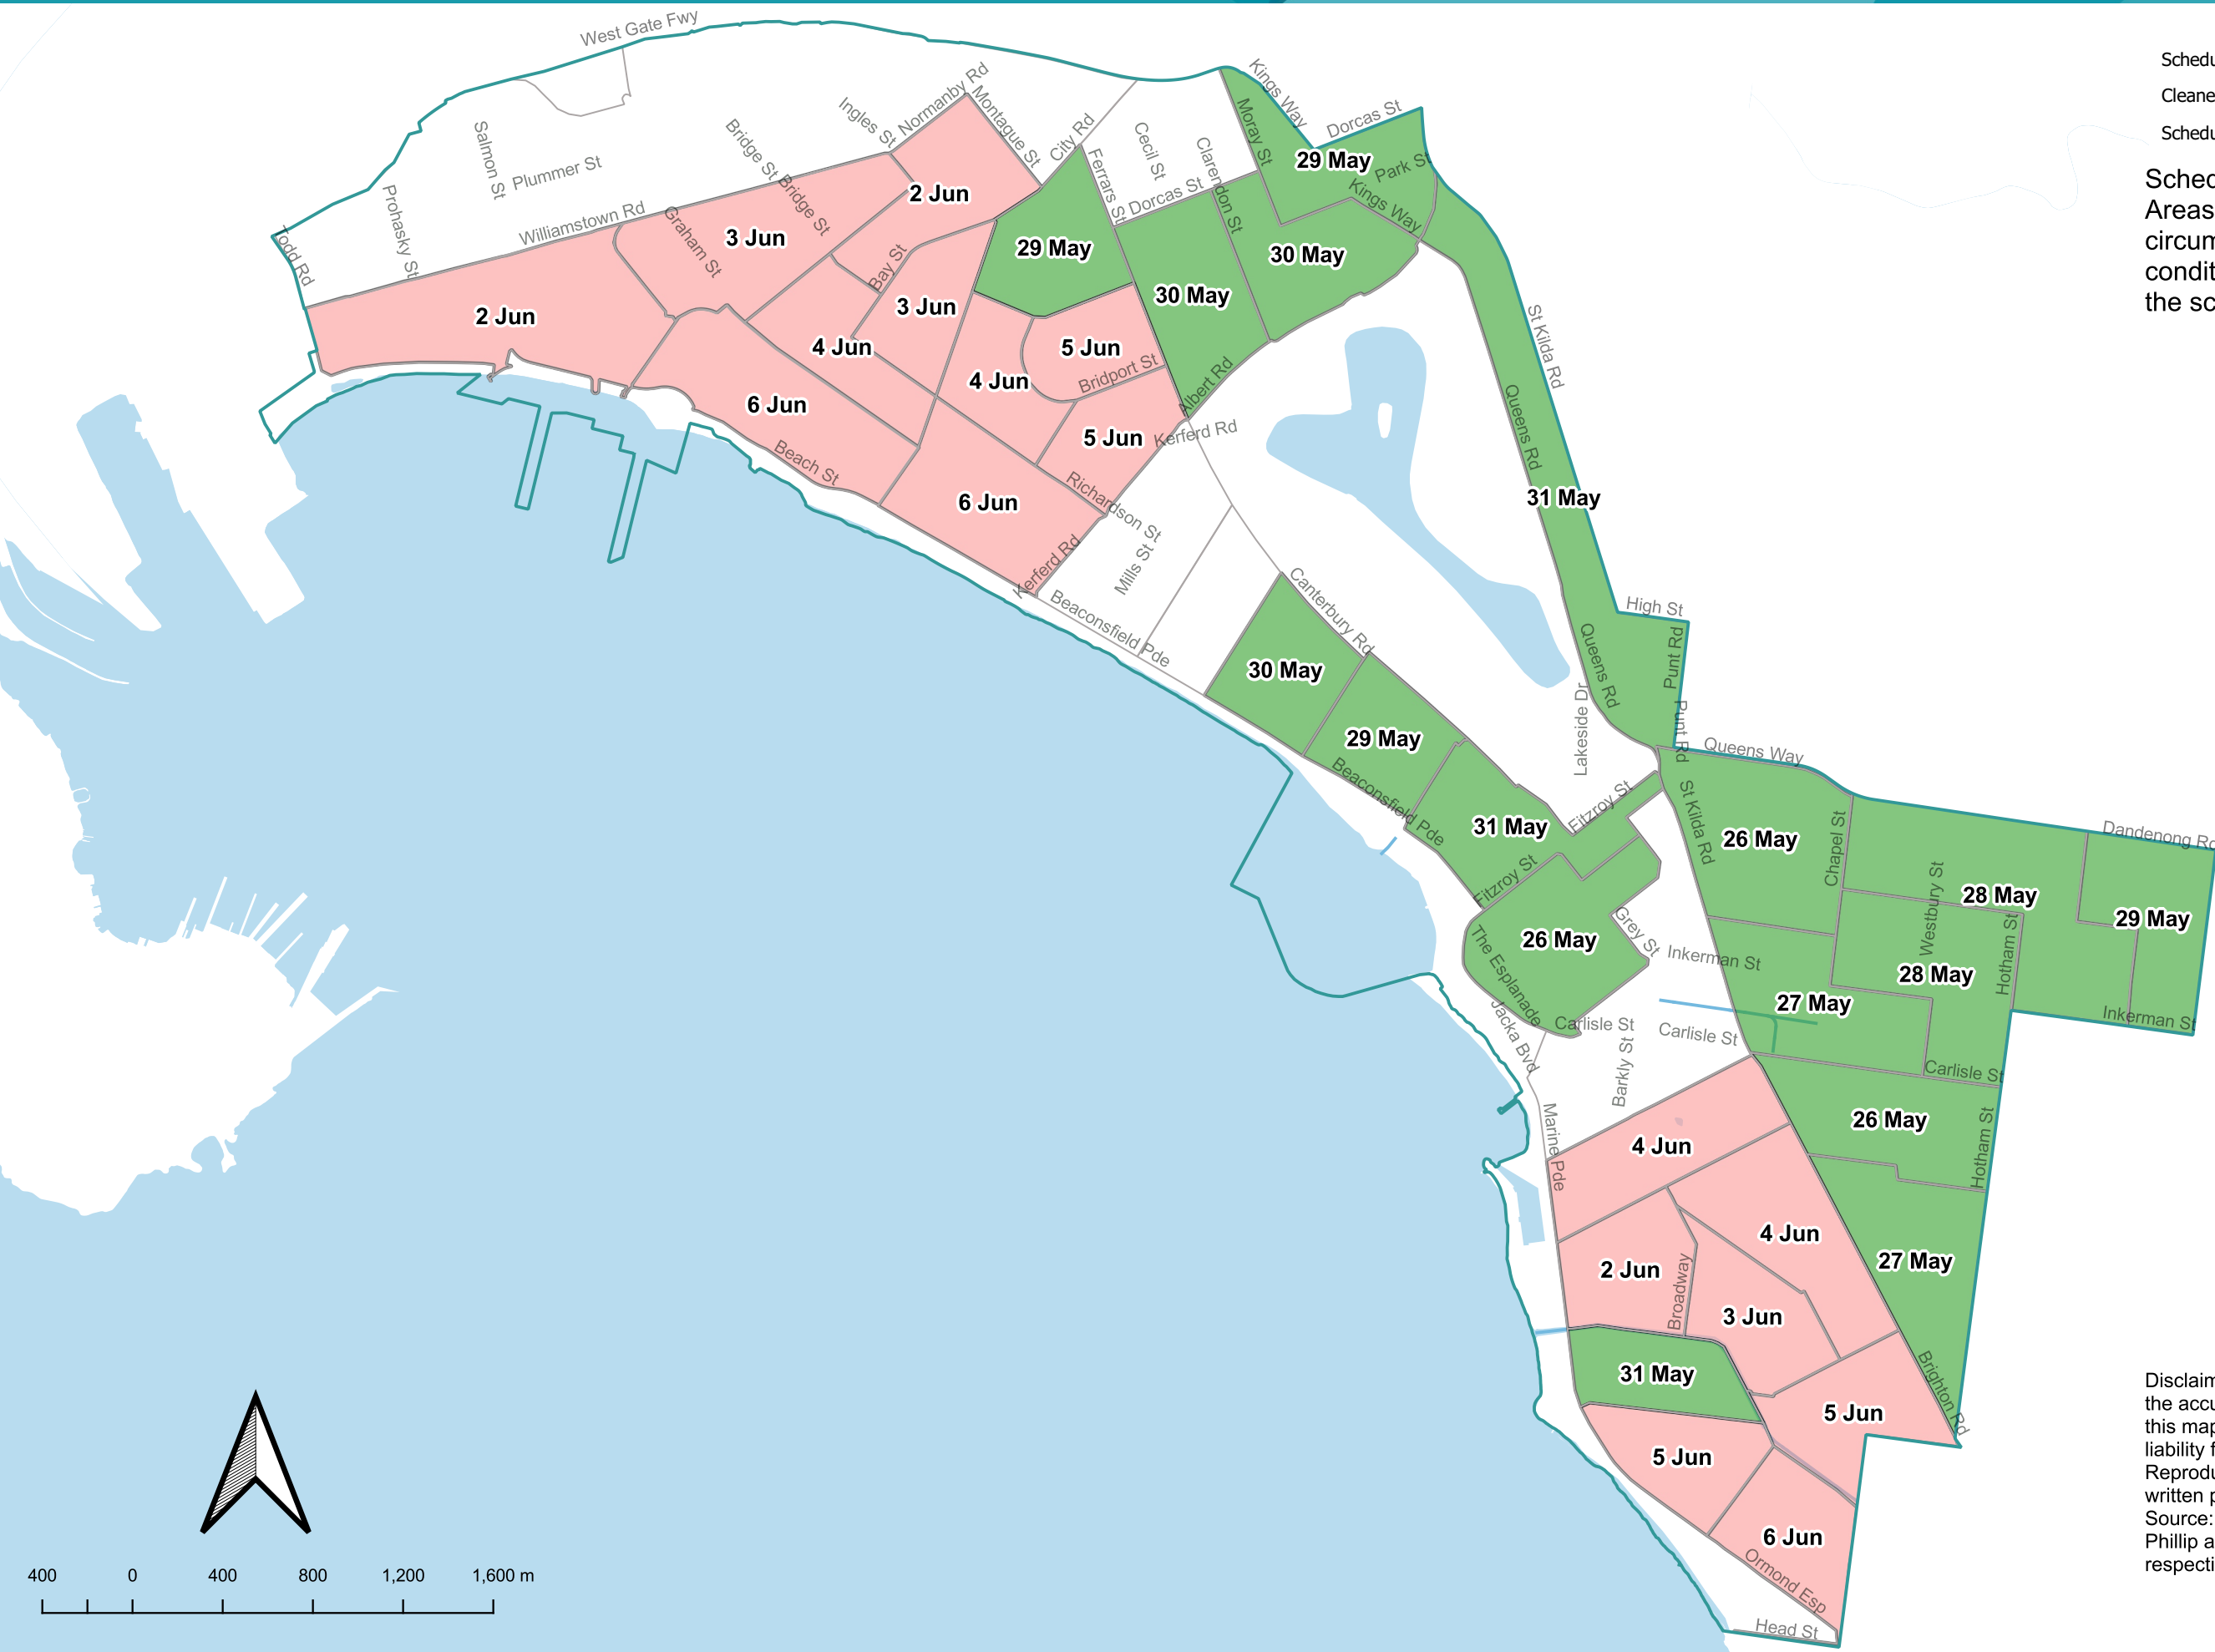 West Gate Fwy
Kings Way
Dorcas St
Normanby Rd
Montague St
Ingles St
City Rd
Cecil St
Moray St
29 May
Park St
Bridge St
Salmon St
Plummer St
Ferrars St
Clarendon St
Dorcas St
Kings Way
2 Jun
Bridge St
Prohasky St
Williamstown Rd
Graham St
3 Jun
29 May
30 May
Todd Rd
Bay St
30 May
3 Jun
2 Jun
4 Jun
5 Jun
Bridport St
4 Jun
St Kilda Rd
Albert Rd
6 Jun
5 Jun
Kerferd Rd
Queens Rd
Beach St
Richardson St
31 May
6 Jun
Kerferd Rd
Mills St
Beaconsfield Pde
Canterbury Rd
High St
Punt Rd
Queens Rd
30 May
Lakeside Dr
Punt Rd
29 May
Queens Way
Beaconsfield Pde
Fitzroy St
31 May
St Kilda Rd
26 May
Chapel St
Dandenong Rd
Fitzroy St
Westbury St
28 May
29 May
26 May
Grey St
Inkerman St
Hotham St
The Esplanade
28 May
27 May
Jacka Bvd
Carlisle St
Carlisle St
Inkerman St
Barkly St
Carlisle St
26 May
Marine Pde
4 Jun
Hotham St
4 Jun
2 Jun
Broadway
27 May
3 Jun
31 May
Brighton Rd
5 Jun
5 Jun
6 Jun
Ormond Esp
Head St
400 0 400 800 1,200 1,600 m
Schedu
Cleane
Schedu
Sched
Areas
circum
condit
the sc
Disclaim
the accu
this map
liability f
Reprodu
written p
Source:
Phillip a
respecti